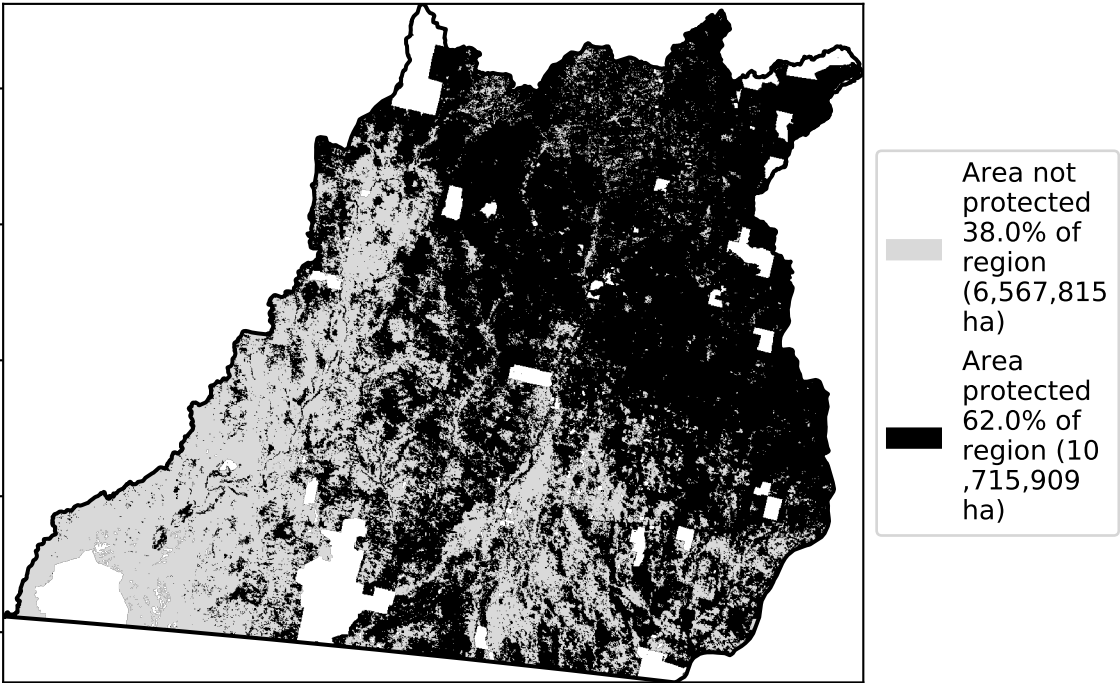 Area not
protected
38.0% of
region
(6,567,815
ha)
Area
protected
62.0% of
region (10
,715,909
ha)